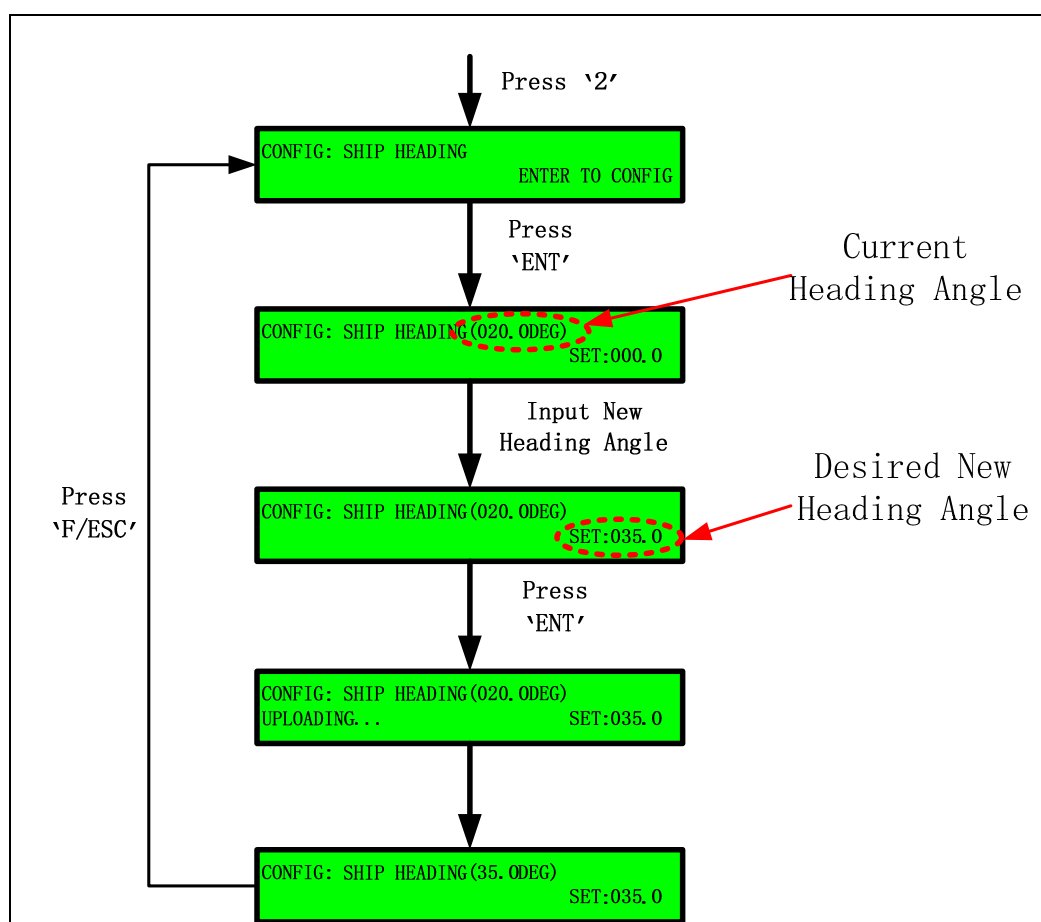 Press ‵2′
CONFIG: SHIP HEADING
ENTER TO CONFIG
Press
‵ENT′
Current
Heading Angle
CONFIG: SHIP HEADING(020.0DEG)
SET:000.0
Input New
Heading Angle
Desired New
Heading Angle
CONFIG: SHIP HEADING(020.0DEG)
SET:035.0
Press
‵F/ESC′
Press
‵ENT′
CONFIG: SHIP HEADING(020.0DEG)
UPLOADING... SET:035.0
CONFIG: SHIP HEADING(35.0DEG)
SET:035.0